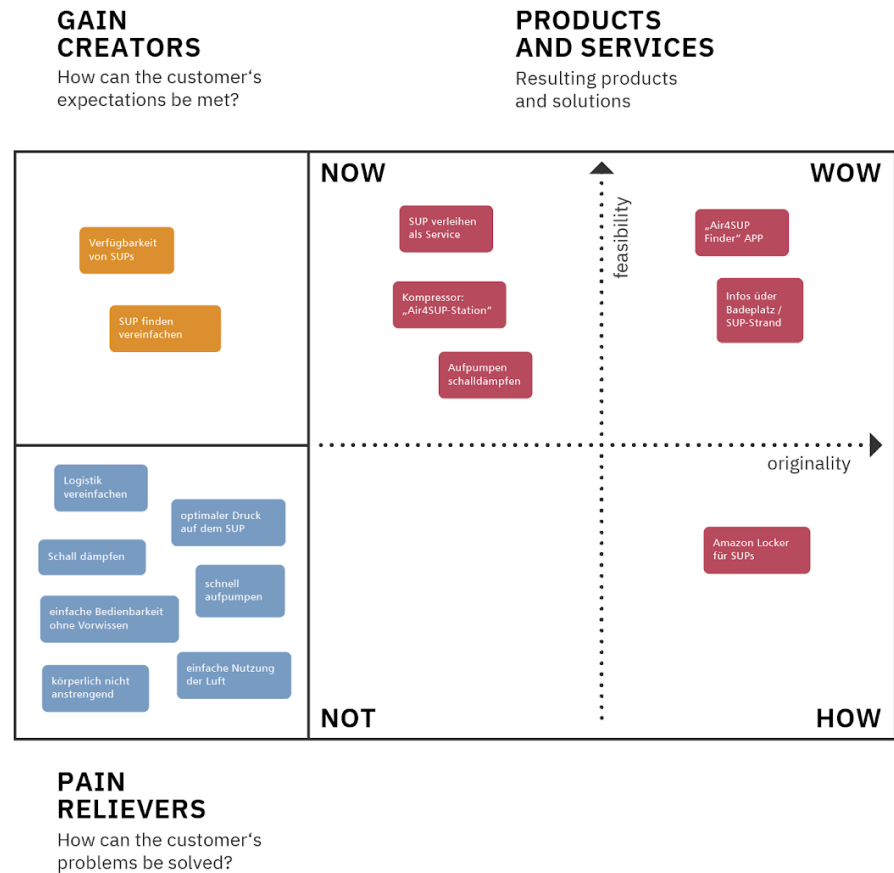 GAIN
CREATORS
How can the customer‘s
expectations be met?
PRODUCTS
AND SERVICES
Resulting products
and solutions
Verfügbarkeit
von SUPs
SUP finden
vereinfachen
NOW
WOW
SUP verleihen
als Service
Kompressor:
„Air4SUP-Station“
Aufpumpen
schalldämpfen
feasibility
„Air4SUP
Finder“ APP
Infos úder
Badeplatz /
SUP-Strand
originality
Logistik
vereinfachen
optimaler Druck
auf dem SUP
Schall dämpfen
schnell
aufpumpen
einfache Bedienbarkeit
ohne Vorwissen
körperlich nicht
anstrengend
einfache Nutzung
der Luft
Amazon Locker
für SUPs
NOT
HOW
PAIN
RELIEVERS
How can the customer‘s
problems be solved?